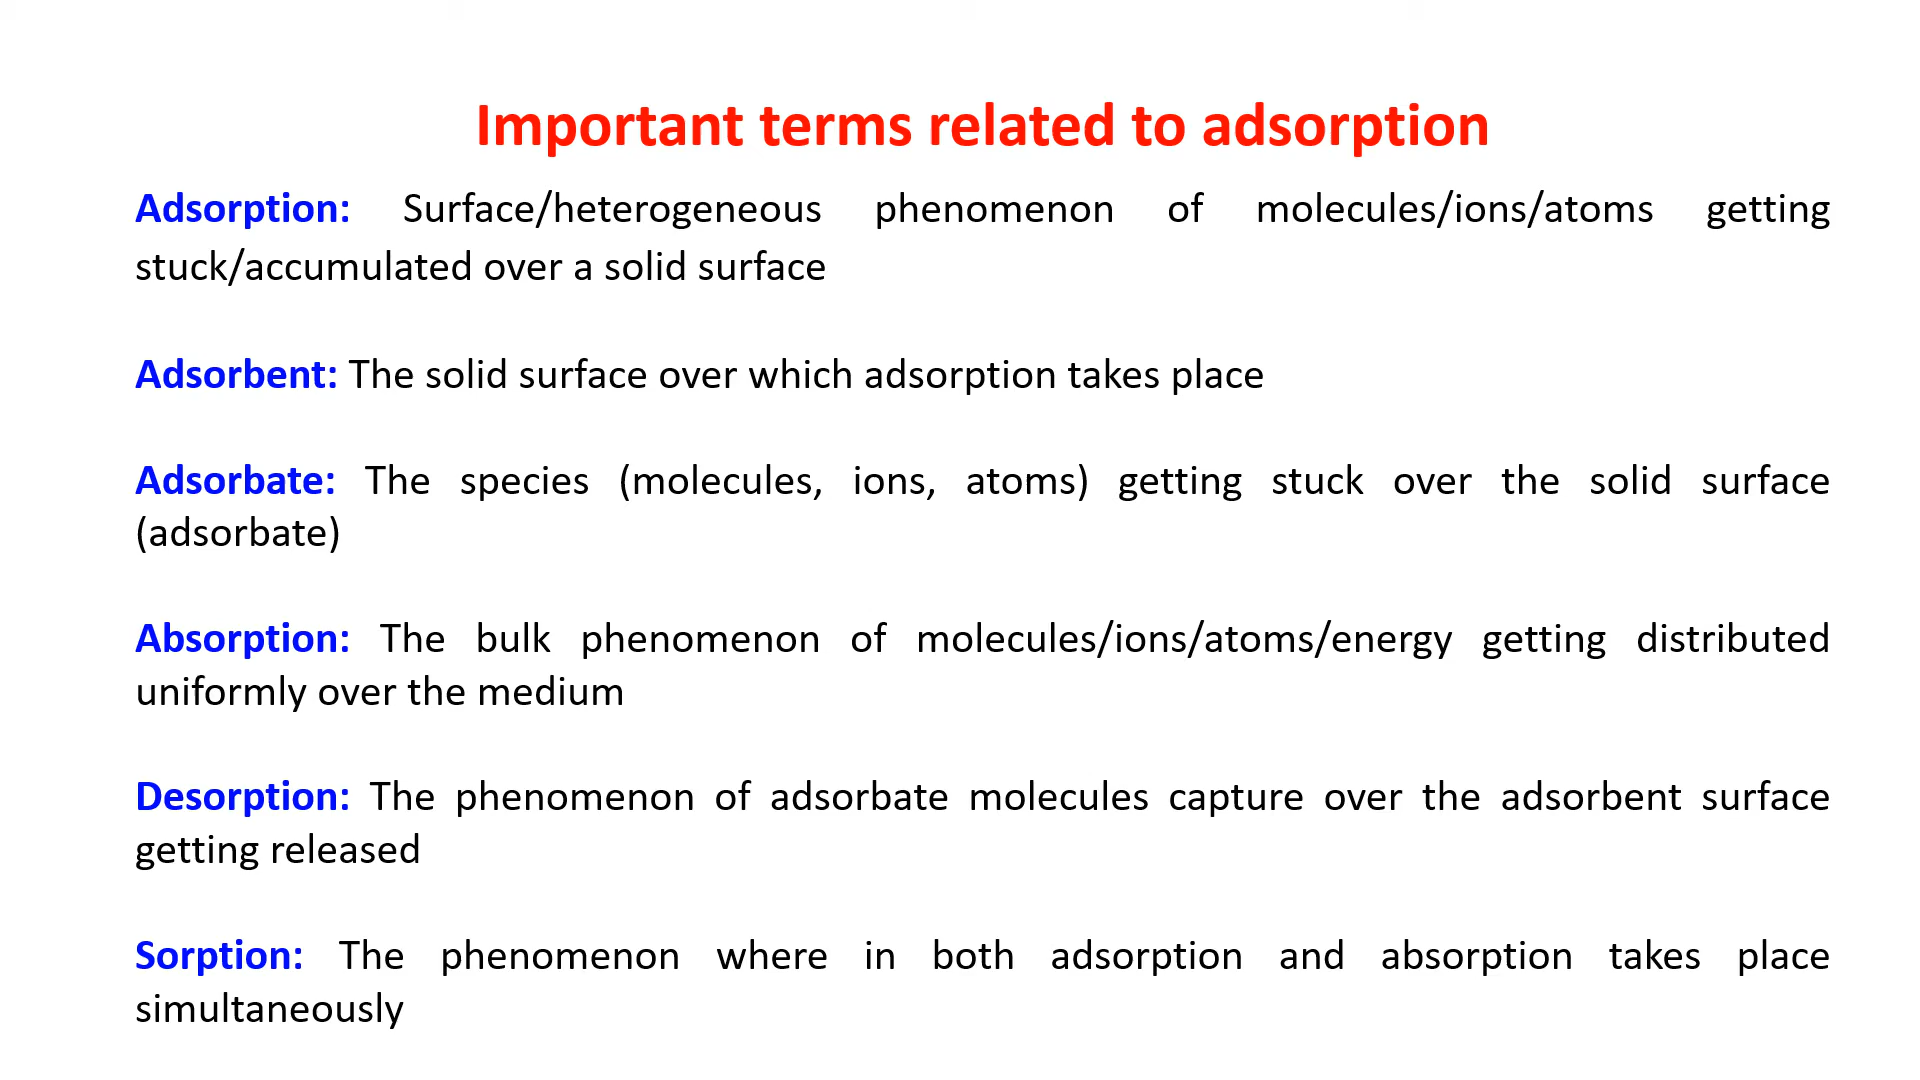 Important terms related to adsorption
Adsorption: Surface/heterogeneous phenomenon of molecules/ions/atoms getting
stuck/accumulated over a solid surface
Adsorbent: The solid surface over which adsorption takes place
Adsorbate: The species (molecules, ions, atoms) getting stuck over the solid surface
(adsorbate)
Absorption: The bulk phenomenon of molecules/ions/atoms/energy getting distributed
uniformly over the medium
Desorption: The phenomenon of adsorbate molecules capture over the adsorbent surface
getting released
Sorption: The phenomenon where in both adsorption and absorption takes place
simultaneously